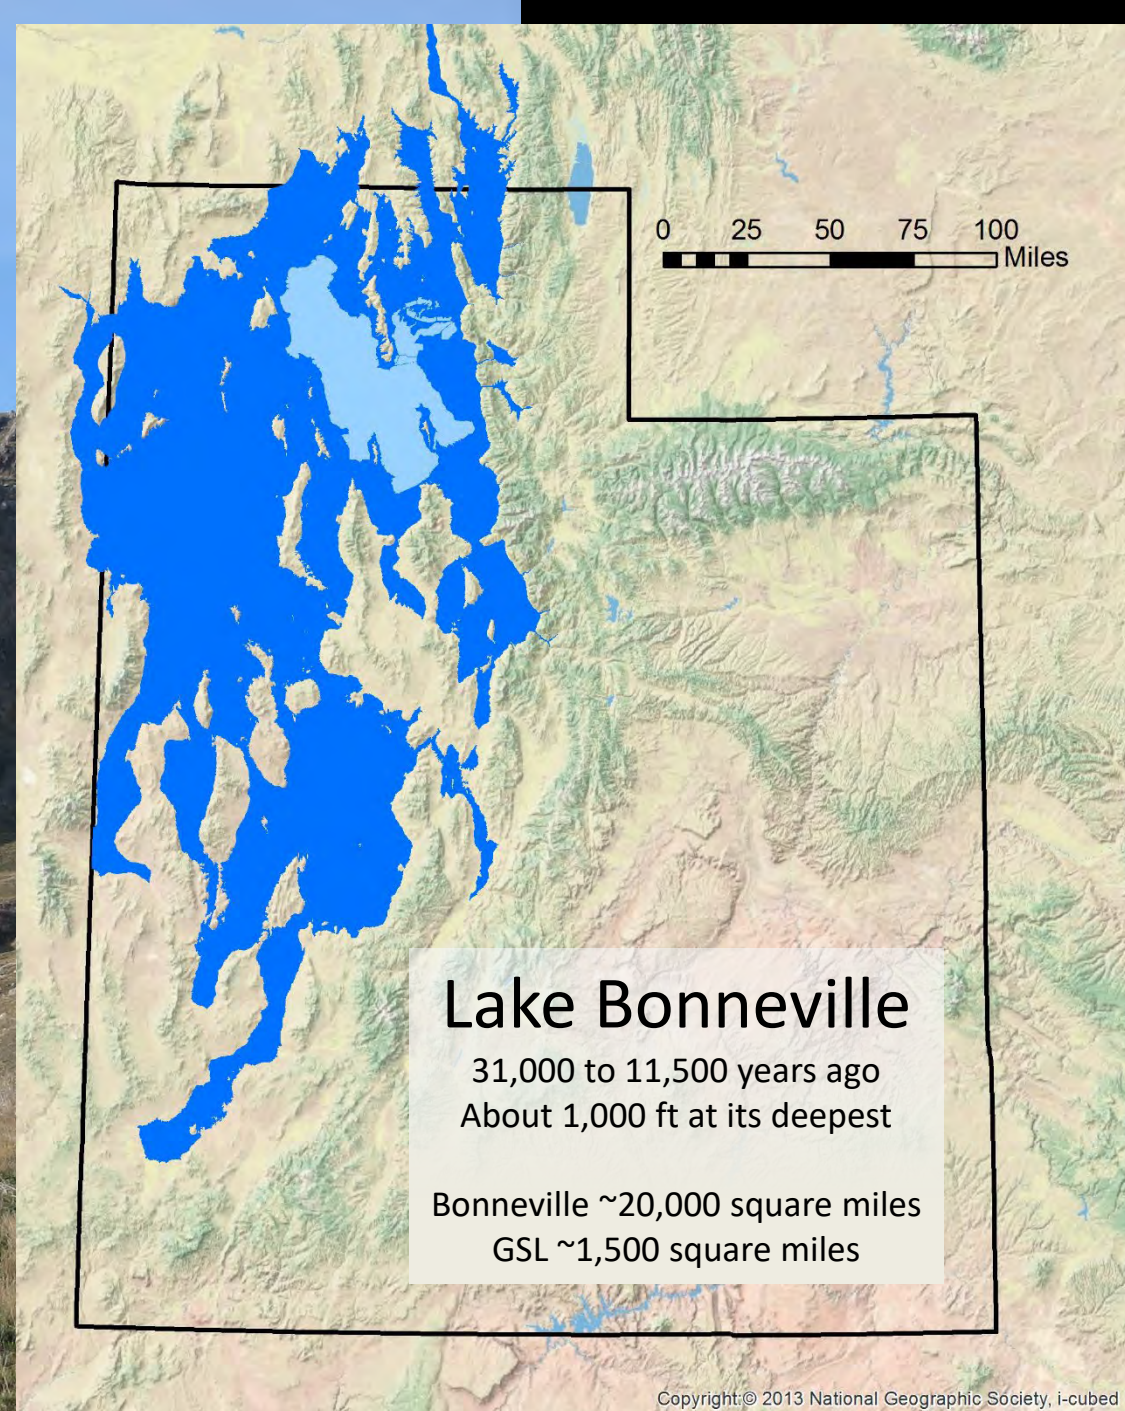 0 25 50 75 100
Miles
Lake Bonneville
31,000 to 11,500 years ago
About 1,000 ft at its deepest
Bonneville ~20,000 square miles
GSL ~1,500 square miles
Copyright:© 2013 National Geographic Society, i-cubed